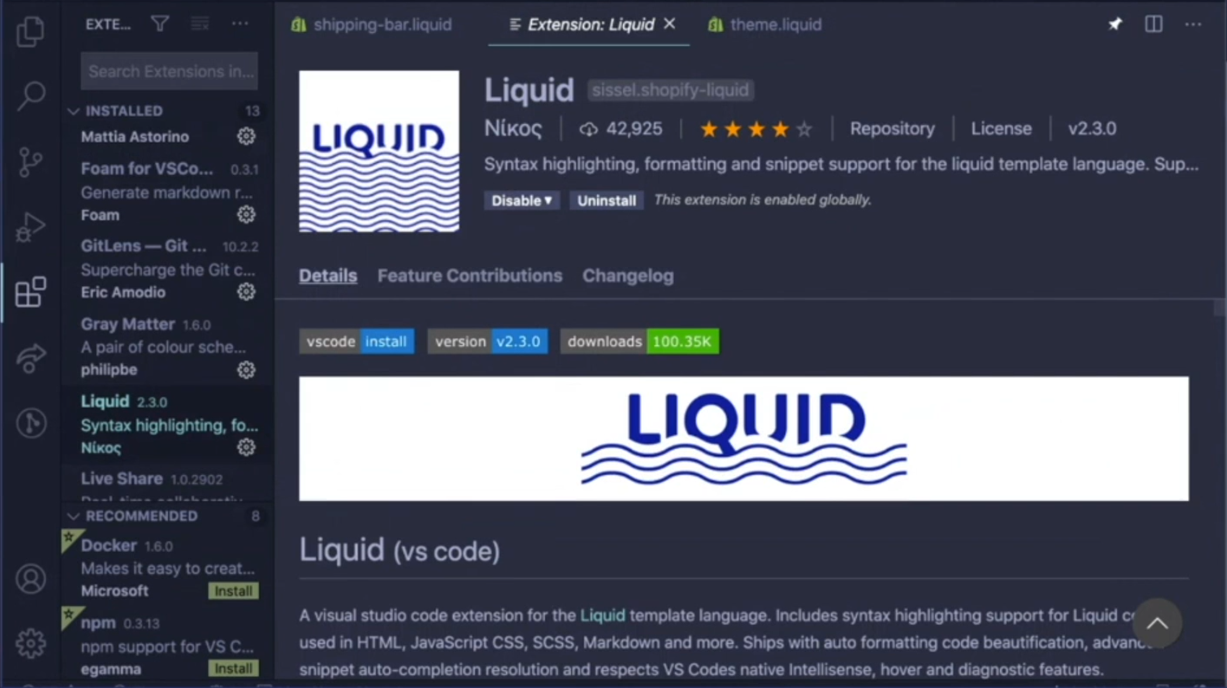 EXTE...
shipping-bar.liquid
Extension: Liquid
theme.liquid
Search Extensions in...
INSTALLED 13
Mattia Astorino
Foam for VSCo... 0.3.1
Generate markdown r...
Foam
GitLens — Git ... 10.2.2
Supercharge the Git c...
Eric Amodio
Gray Matter 1.6.0
A pair of colour sche...
philipbe
Liquid 2.3.0
Syntax highlighting, fo...
Νίκος
Live Share 1.0.2902
Real-time collaborativ
RECOMMENDED 8
Docker 1.6.0
Makes it easy to creat...
Microsoft Install
npm 0.3.13
npm support for VS C...
egamma Install
LIQUID
Liquid sissel.shopify-liquid
Νίκος 42,925 Repository License v2.3.0
Syntax highlighting, formatting and snippet support for the liquid template language. Sup...
Disable Uninstall This extension is enabled globally.
Details Feature Contributions Changelog
vscode install version v2.3.0 downloads 100.35K
LIQUID
Liquid (vs code)
A visual studio code extension for the Liquid template language. Includes syntax highlighting support for Liquid
used in HTML, JavaScript CSS, SCSS, Markdown and more. Ships with auto formatting code beautification,
snippet auto-completion resolution and respects VS Codes native Intellisense, hover and diagnostic features.